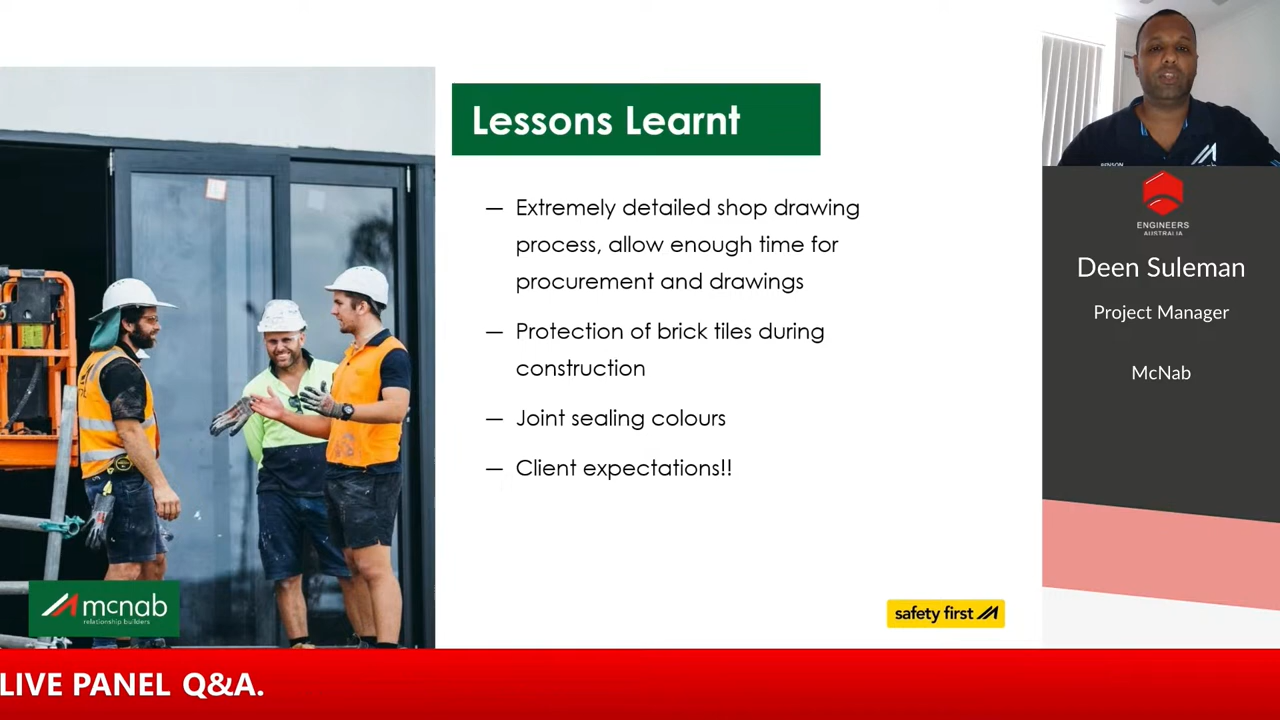 Lessons Learnt
— Extremely detailed shop drawing
process, allow enough time for
procurement and drawings
— Protection of brick tiles during
construction
— Joint sealing colours
— Client expectations!!
mcnab
relationship builders
safety first
ENGINEERS
AUSTRALIA
Deen Suleman
Project Manager
McNab
LIVE PANEL Q&A.